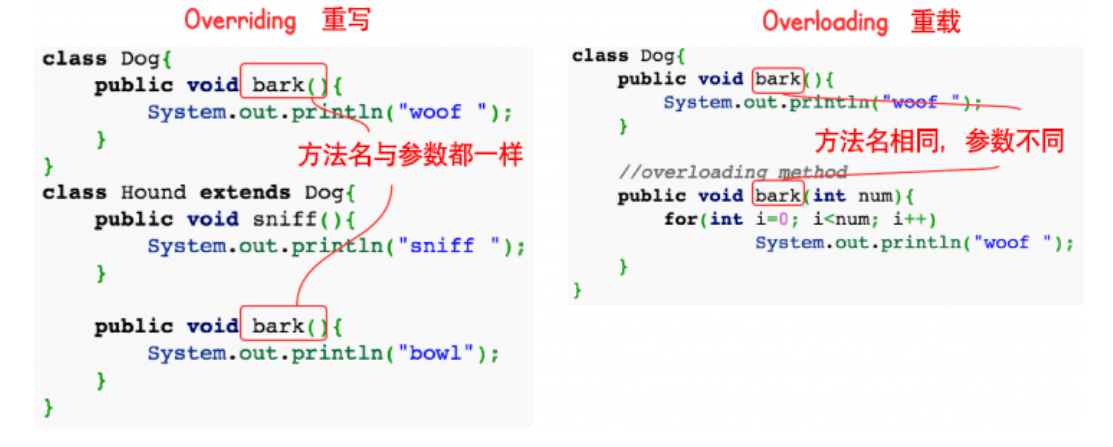 Overriding 重写
class Dog{
    public void bark(){
        System.out.println("woof ");
    }
}
方法名与参数都一样
class Hound extends Dog{
    public void sniff(){
        System.out.println("sniff ");
    }
    public void bark(){
        System.out.println("bowl");
    }
}
Overloading 重载
class Dog{
    public void bark(){
        System.out.println("woof ");
    }
方法名相同, 参数不同
    //overloading method
    public void bark(int num){
        for(int i=0; i<num; i++)
            System.out.println("woof ");
    }
}